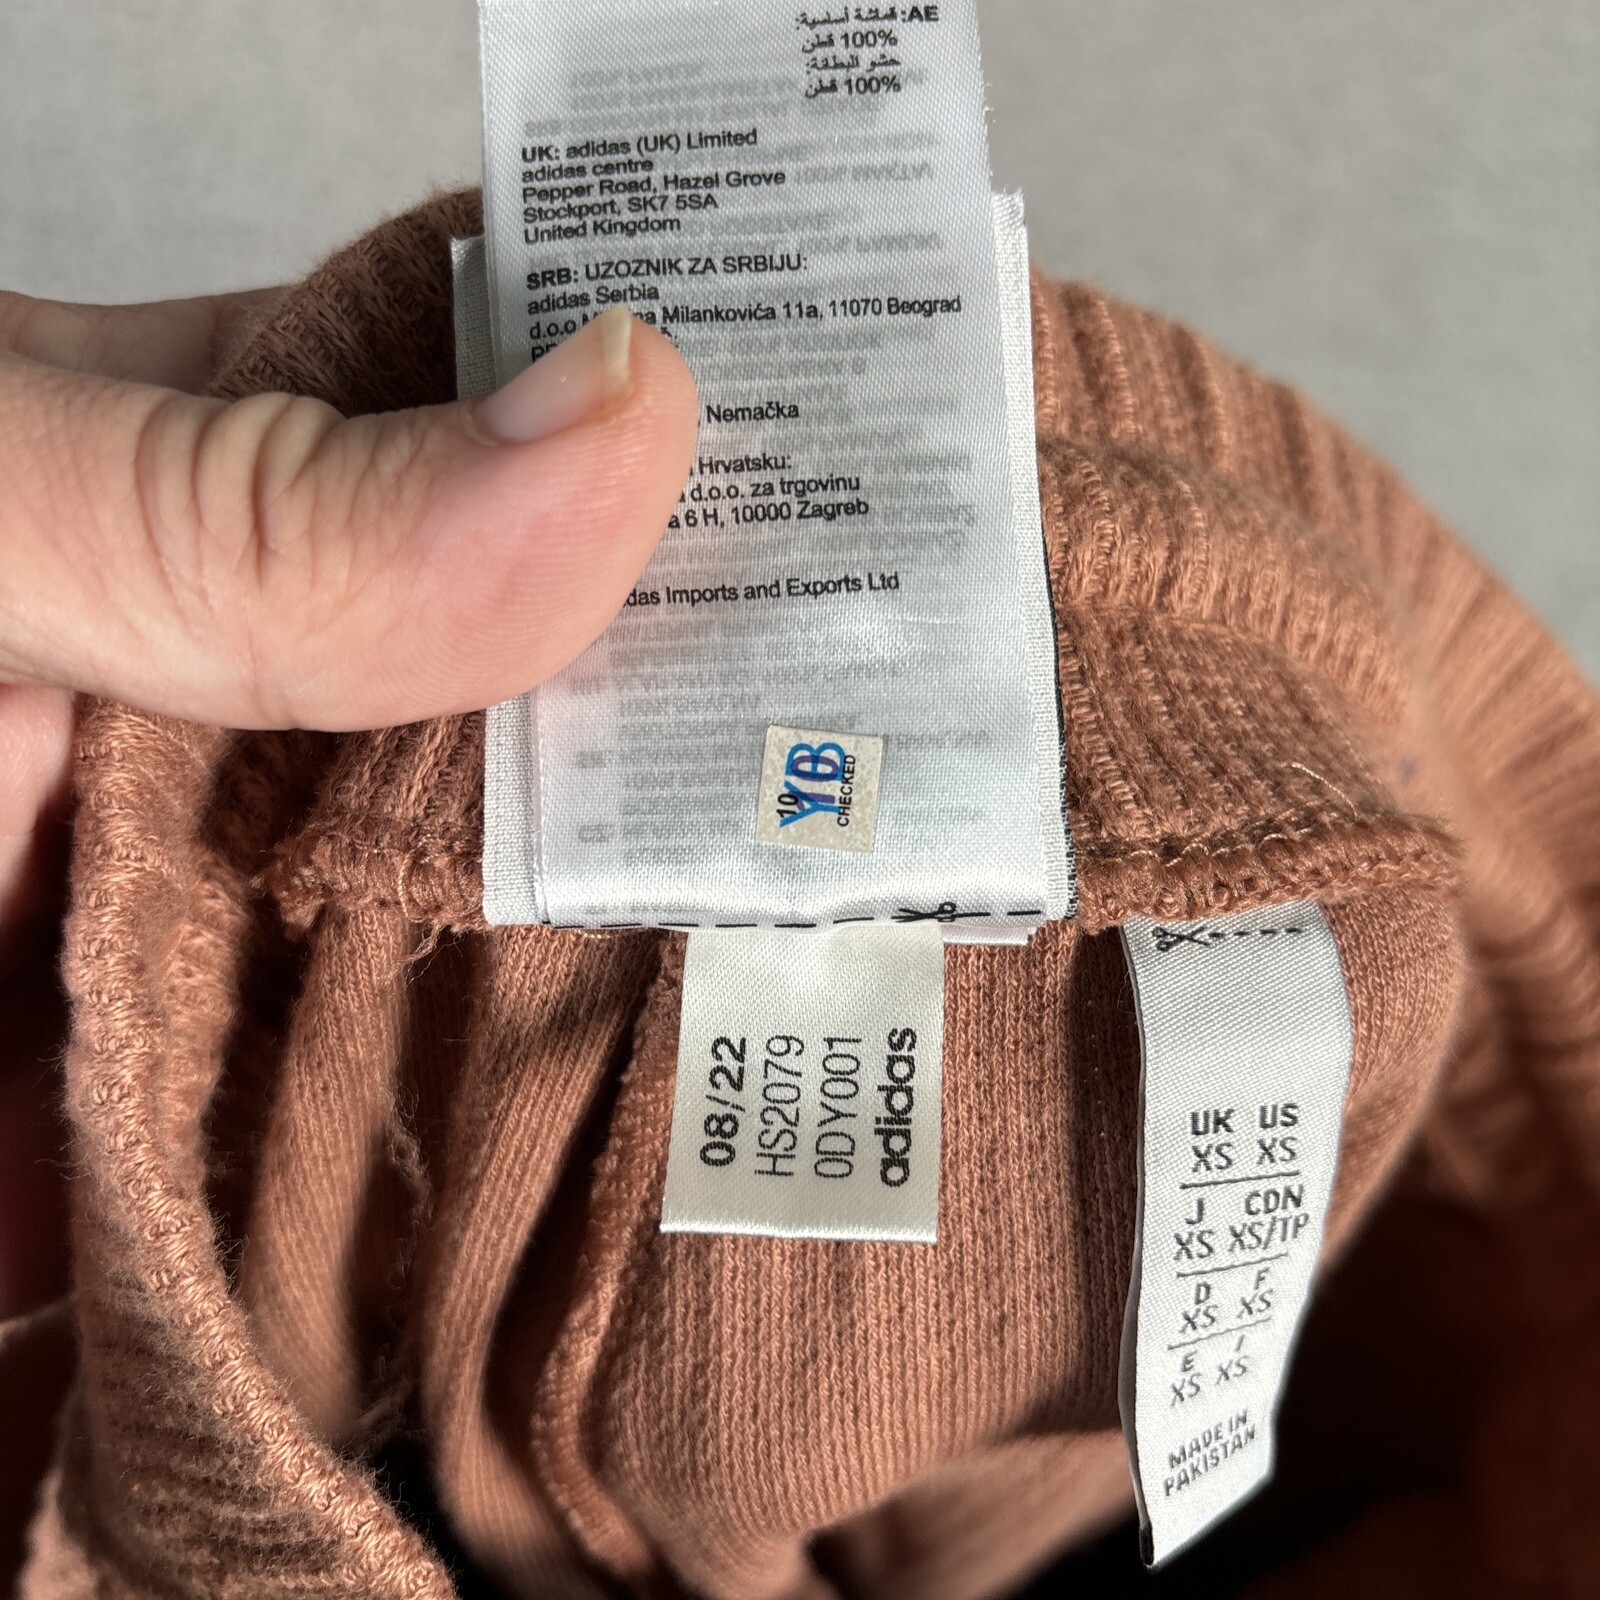 AE: قماشة أساسية:
100% قطن
حشو البطانة:
100% قطن
UK: adidas (UK) Limited
adidas centre
Pepper Road, Hazel Grove
Stockport, SK7 5SA
United Kingdom
SRB: UZOZNIK ZA SRBIJU:
adidas Serbia
d.o.o Milankovića 11a, 11070 Beograd
, Nemačka
Hrvatsku:
d.o.o. za trgovinu
6 H, 10000 Zagreb
das Imports and Exports Ltd
10
YB
CHECKED
08/22
HS2079
0DY001
adidas
UK US
XS XS
J CDN
XS XS/TP
D F
XS XS
E I
XS XS
MADE IN
PAKISTAN